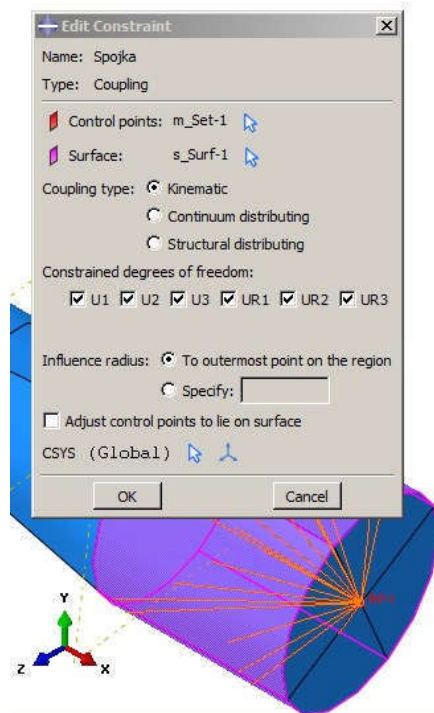 Edit Constraint
Name: Spojka
Type: Coupling
Control points: m_Set-1
Surface: s_Surf-1
Coupling type: Kinematic
Continuum distributing
Structural distributing
Constrained degrees of freedom:
U1 U2 U3 UR1 UR2 UR3
Influence radius: To outermost point on the region
Specify:
Adjust control points to lie on surface
CSYS (Global)
OK Cancel
Y
Z X